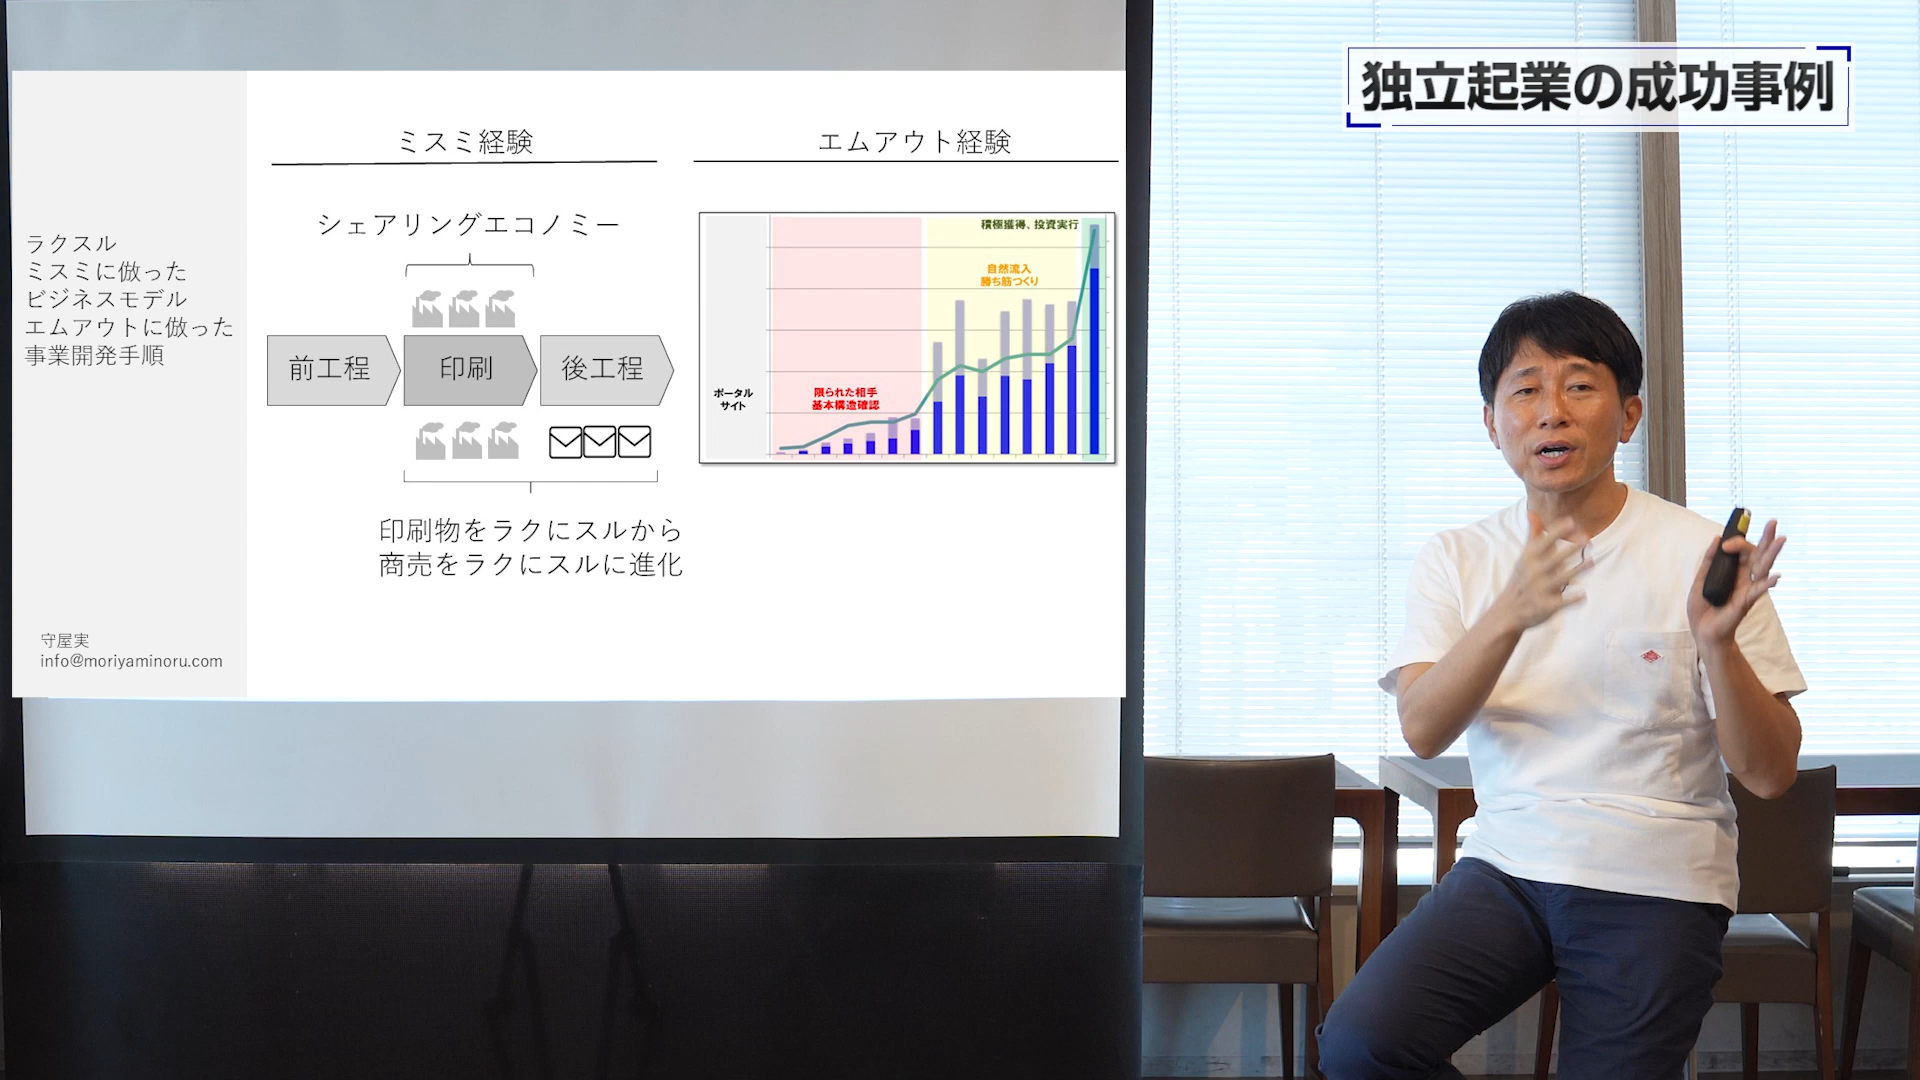 独立起業の成功事例
ラクスル
ミスミに倣った
ビジネスモデル
エムアウトに倣った
事業開発手順
守屋実
info@moriyaminoru.com
ミスミ経験
シェアリングエコノミー
前工程
印刷
後工程
印刷物をラクにスルから
商売をラクにスルに進化
エムアウト経験
積極獲得、投資実行
自然流入
勝ち筋つくり
限られた相手
基本構造確認
ポータル
サイト